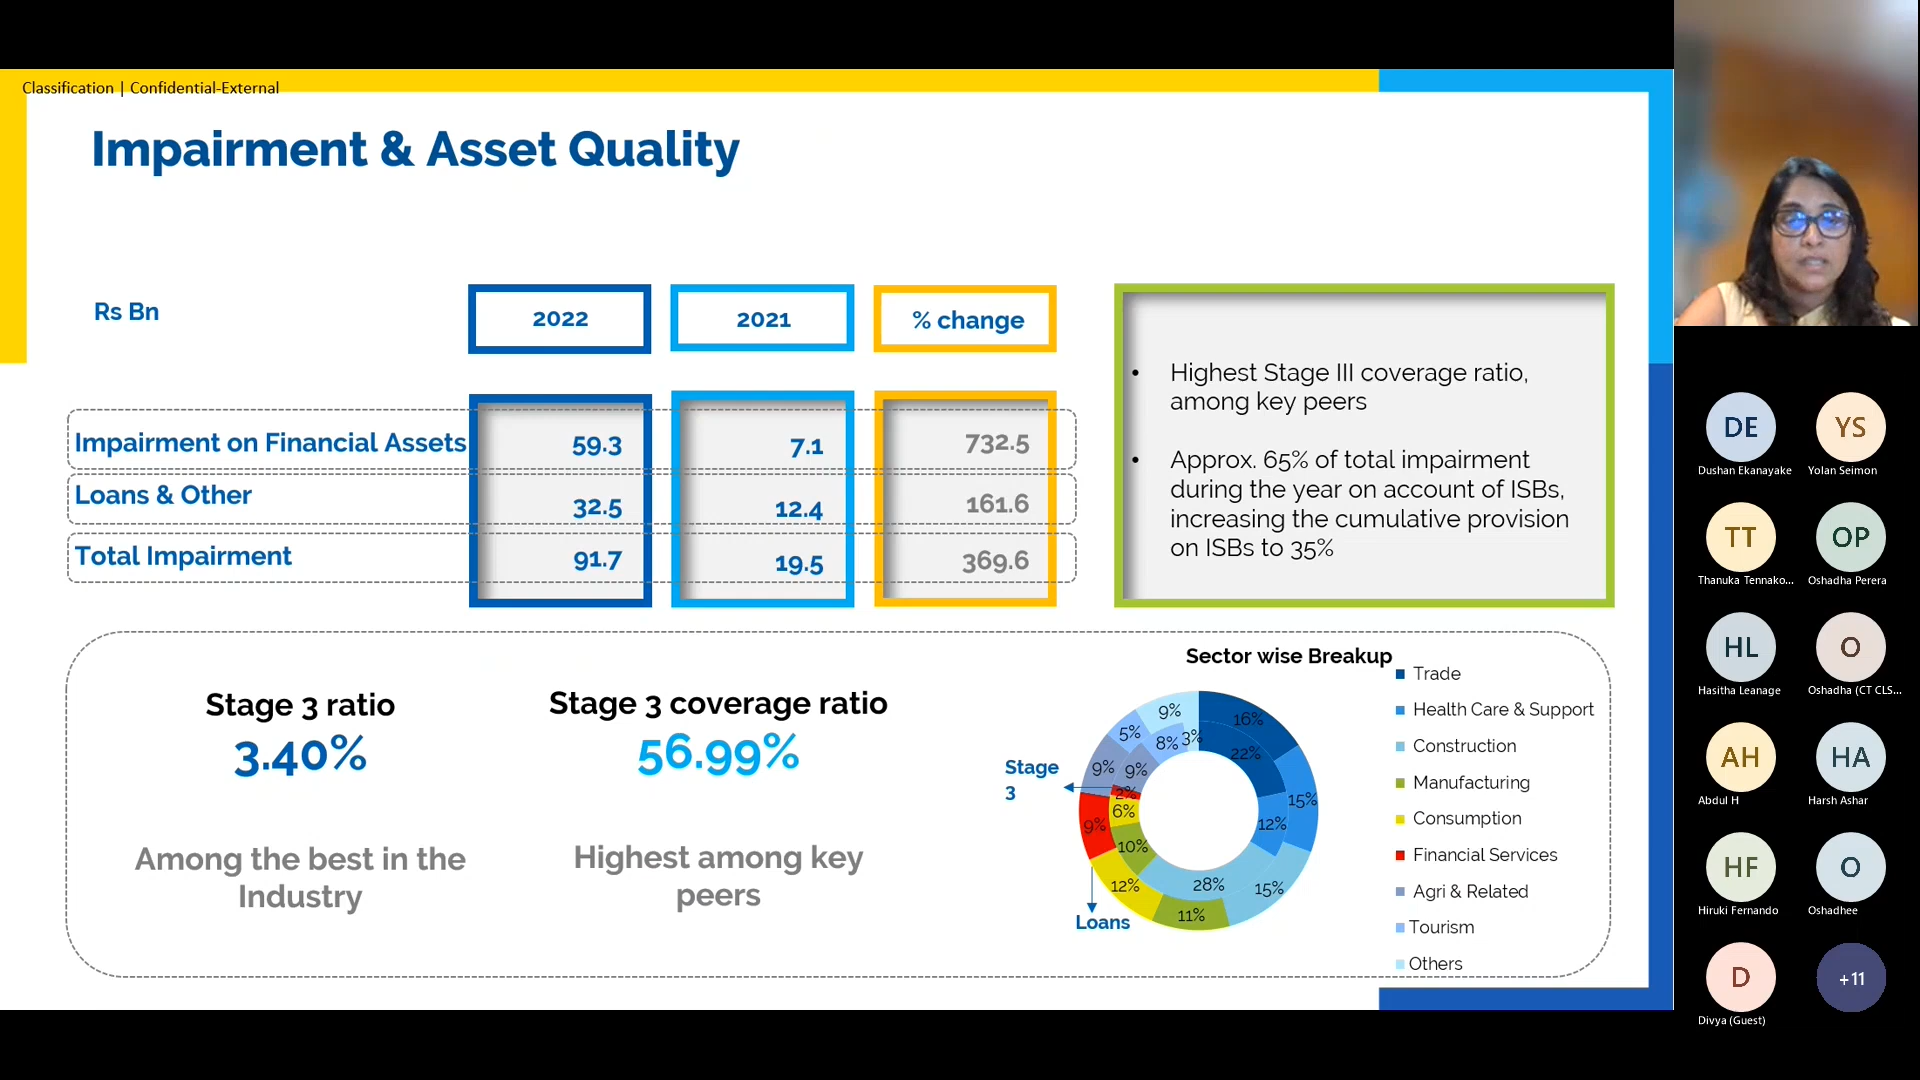 Classification | Confidential-External
Impairment & Asset Quality
Rs Bn
2022
2021
% change
Impairment on Financial Assets
59.3
7.1
732.5
Loans & Other
32.5
12.4
161.6
Total Impairment
91.7
19.5
369.6
• Highest Stage III coverage ratio,
among key peers
• Approx. 65% of total impairment
during the year on account of ISBs,
increasing the cumulative provision
on ISBs to 35%
Stage 3 ratio
3.40%
Among the best in the
Industry
Stage 3 coverage ratio
56.99%
Highest among key
peers
Sector wise Breakup
16%
15%
15%
11%
12%
9%
9%
5%
9%
22%
12%
28%
10%
6%
2%
9%
8%
3%
Stage
3
Loans
Trade
Health Care & Support
Construction
Manufacturing
Consumption
Financial Services
Agri & Related
Tourism
Others
DE
Dushan Ekanayake
YS
Yolan Seimon
TT
Thanuka Tennako...
OP
Oshadha Perera
HL
Hasitha Leanage
O
Oshadha (CT CLS...
AH
Abdul H
HA
Harsh Ashar
HF
Hiruki Fernando
O
Oshadhee
D
Divya (Guest)
+11